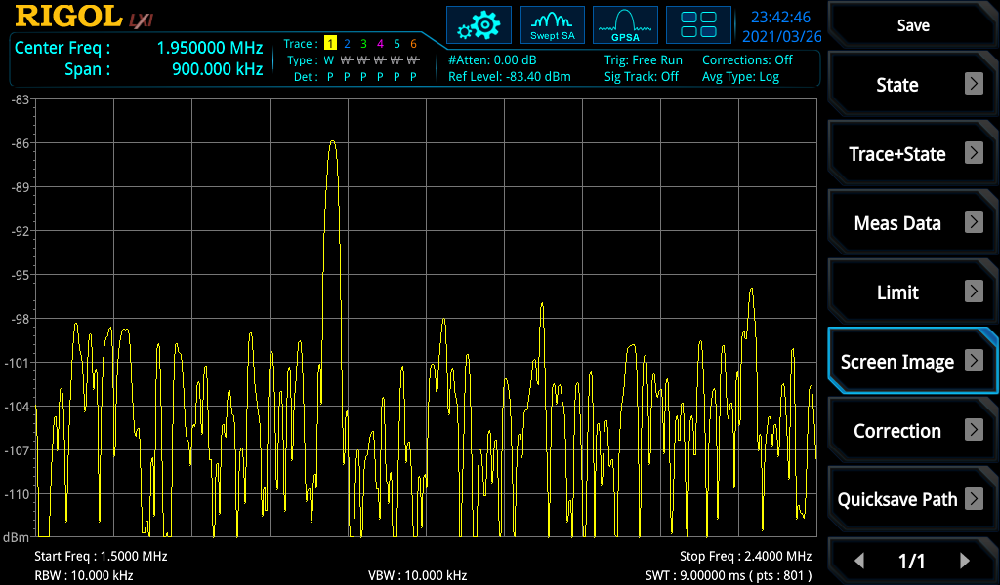 RIGOL LXI
Center Freq : 1.950000 MHz
Span : 900.000 kHz
Trace : 1 2 3 4 5 6
Type : W W W W W W
Det : P P P P P P
Swept SA
GPSA
23:42:46
2021/03/26
#Atten: 0.00 dB
Ref Level: -83.40 dBm
Trig: Free Run
Sig Track: Off
Corrections: Off
Avg Type: Log
-83
-86
-89
-92
-95
-98
-101
-104
-107
-110
dBm
Start Freq : 1.5000 MHz
Stop Freq : 2.4000 MHz
RBW : 10.000 kHz
VBW : 10.000 kHz
SWT : 9.00000 ms ( pts : 801 )
Save
State
Trace+State
Meas Data
Limit
Screen Image
Correction
Quicksave Path
1/1